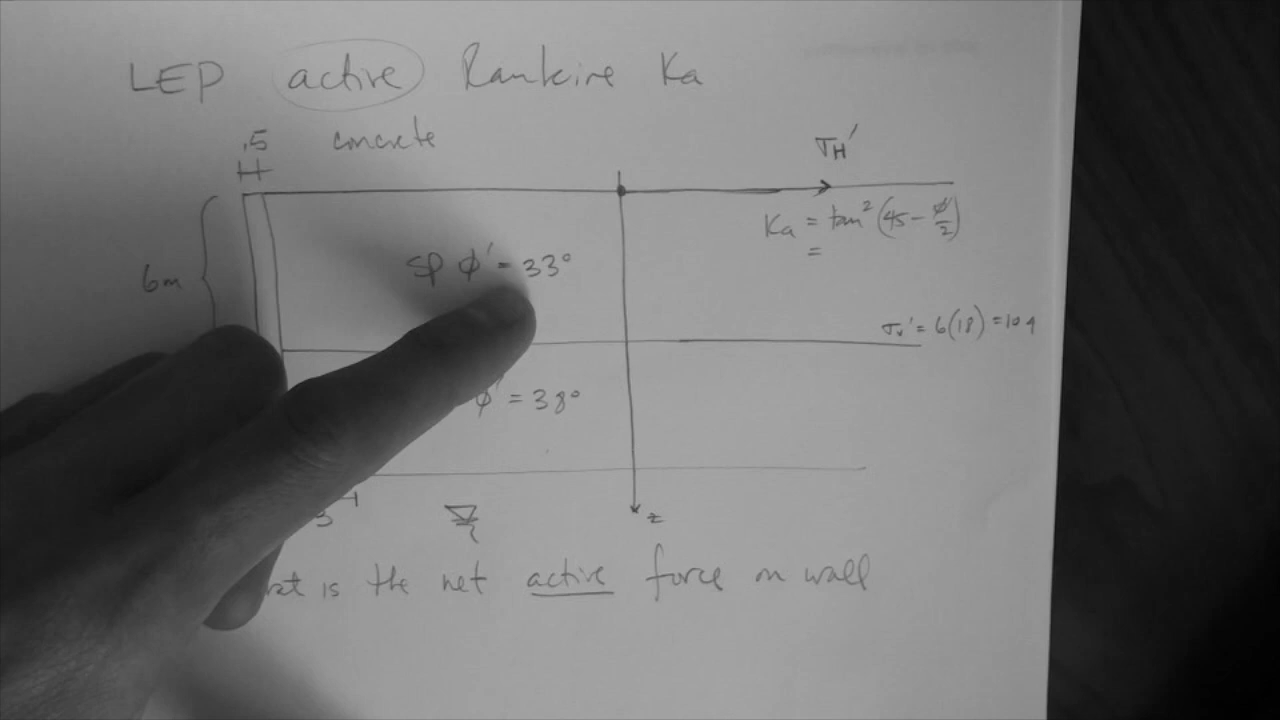 LEP active Rankine Ka
.5 concrete
σH'
Ka = tan² (45 - φ/2)
=
6m
SP φ' = 33°
σv' = 6(18) = 104
φ' = 38°
3
z
is the net active force on wall